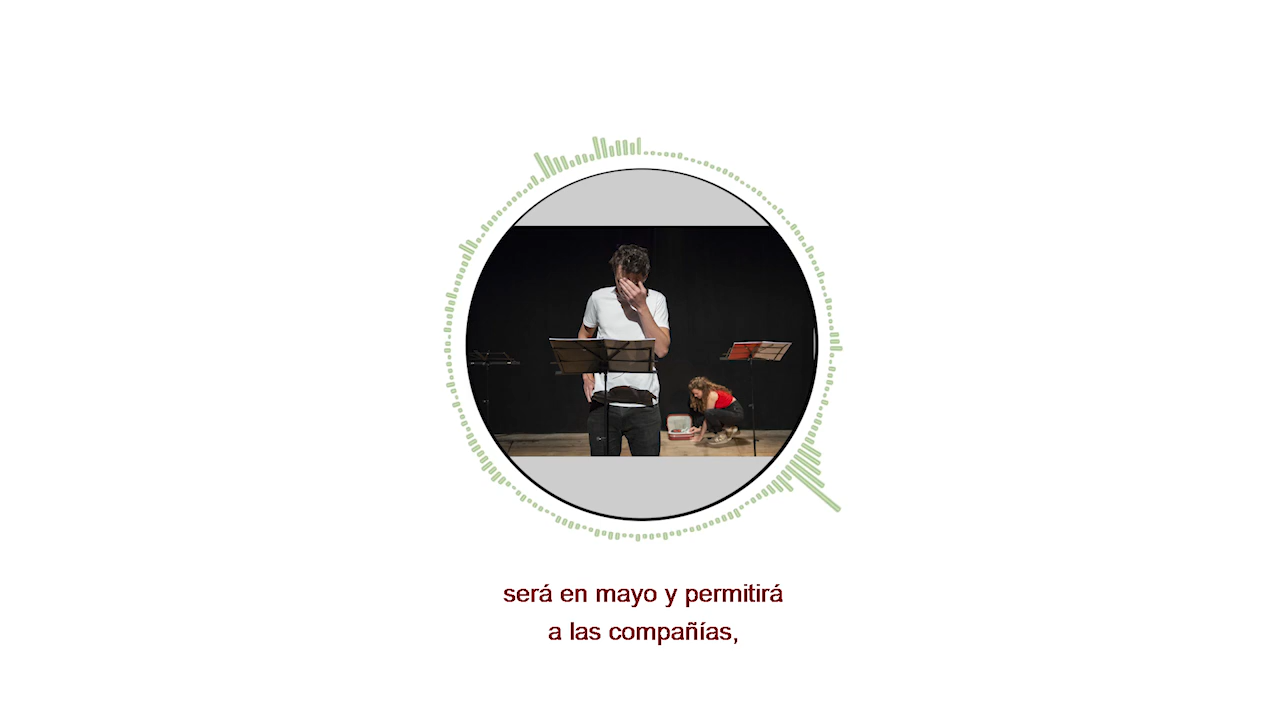 será en mayo y permitirá
a las compañías,